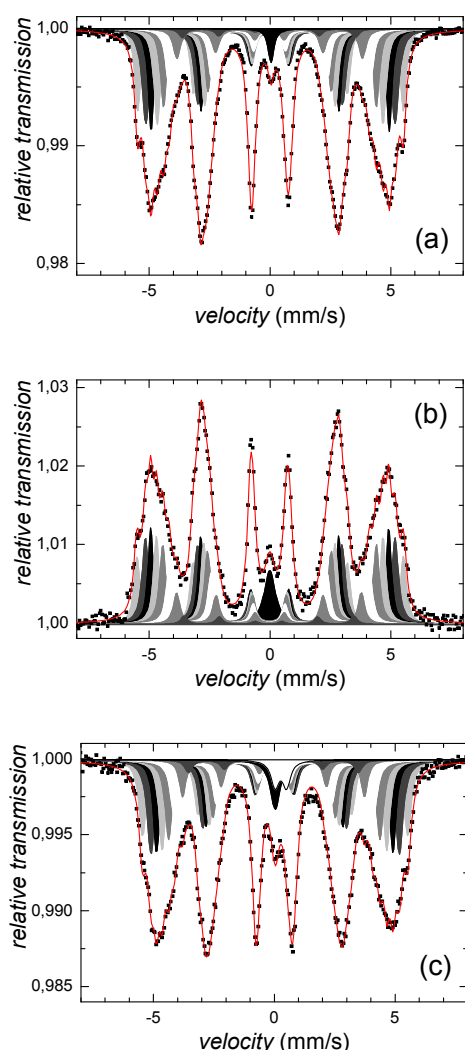 relative transmission
1,00
0,99
0,98
(a)
-5 0 5
velocity (mm/s)
relative transmission
1,03
1,02
1,01
1,00
(b)
-5 0 5
velocity (mm/s)
relative transmission
1,000
0,995
0,990
0,985
(c)
-5 0 5
velocity (mm/s)